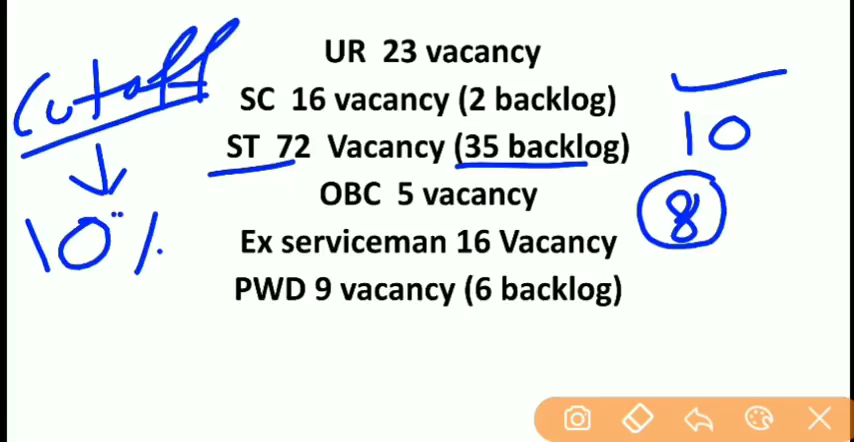 Cutoff
10%
UR 23 vacancy
SC 16 vacancy (2 backlog)
ST 72 Vacancy (35 backlog)
OBC 5 vacancy
Ex serviceman 16 Vacancy
PWD 9 vacancy (6 backlog)
10
8